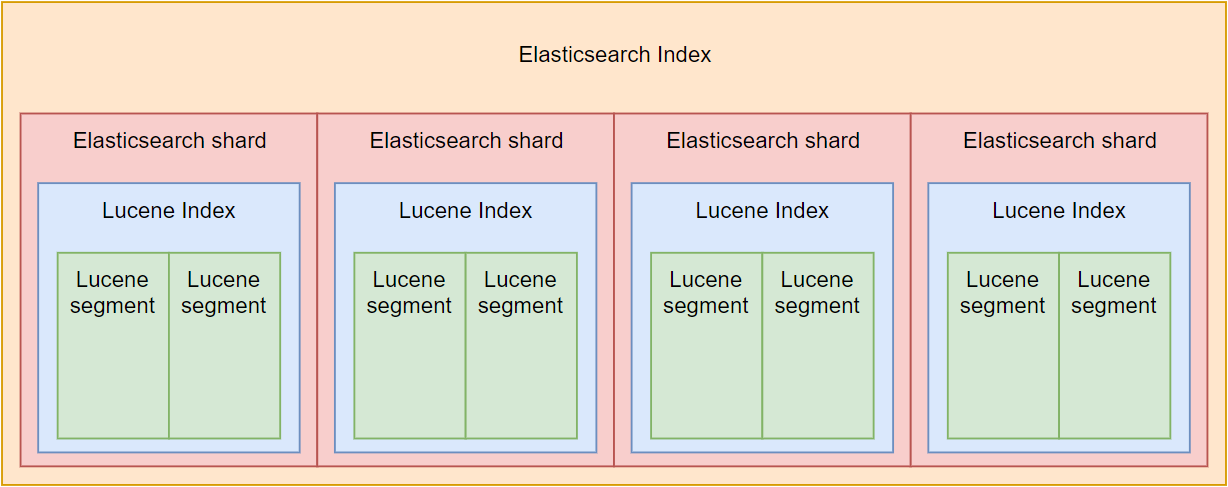 Elasticsearch Index
Elasticsearch shard
Elasticsearch shard
Elasticsearch shard
Elasticsearch shard
Lucene Index
Lucene Index
Lucene Index
Lucene Index
Lucene
segment
Lucene
segment
Lucene
segment
Lucene
segment
Lucene
segment
Lucene
segment
Lucene
segment
Lucene
segment